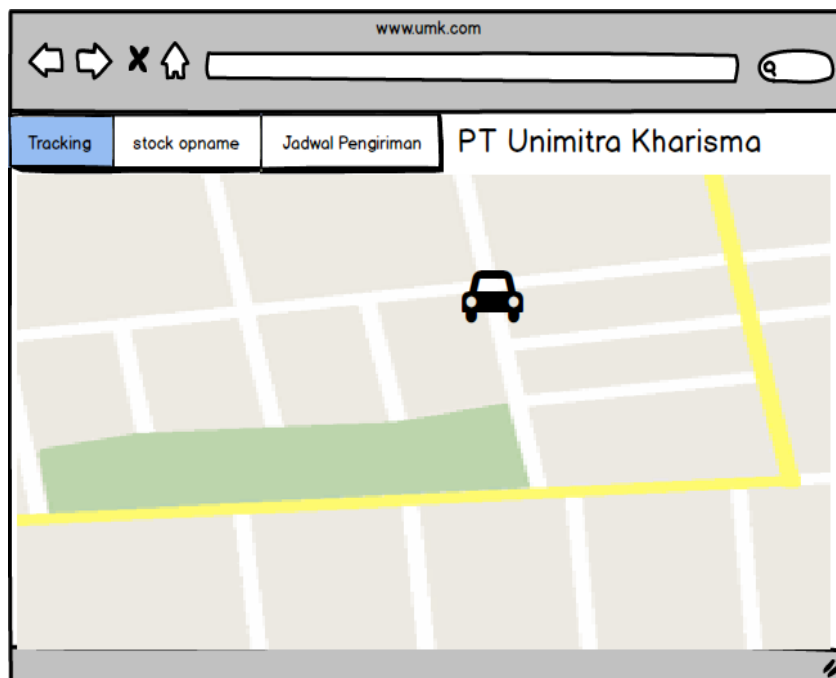 www.umk.com
Tracking
stock opname
Jadwal Pengiriman
PT Unimitra Kharisma